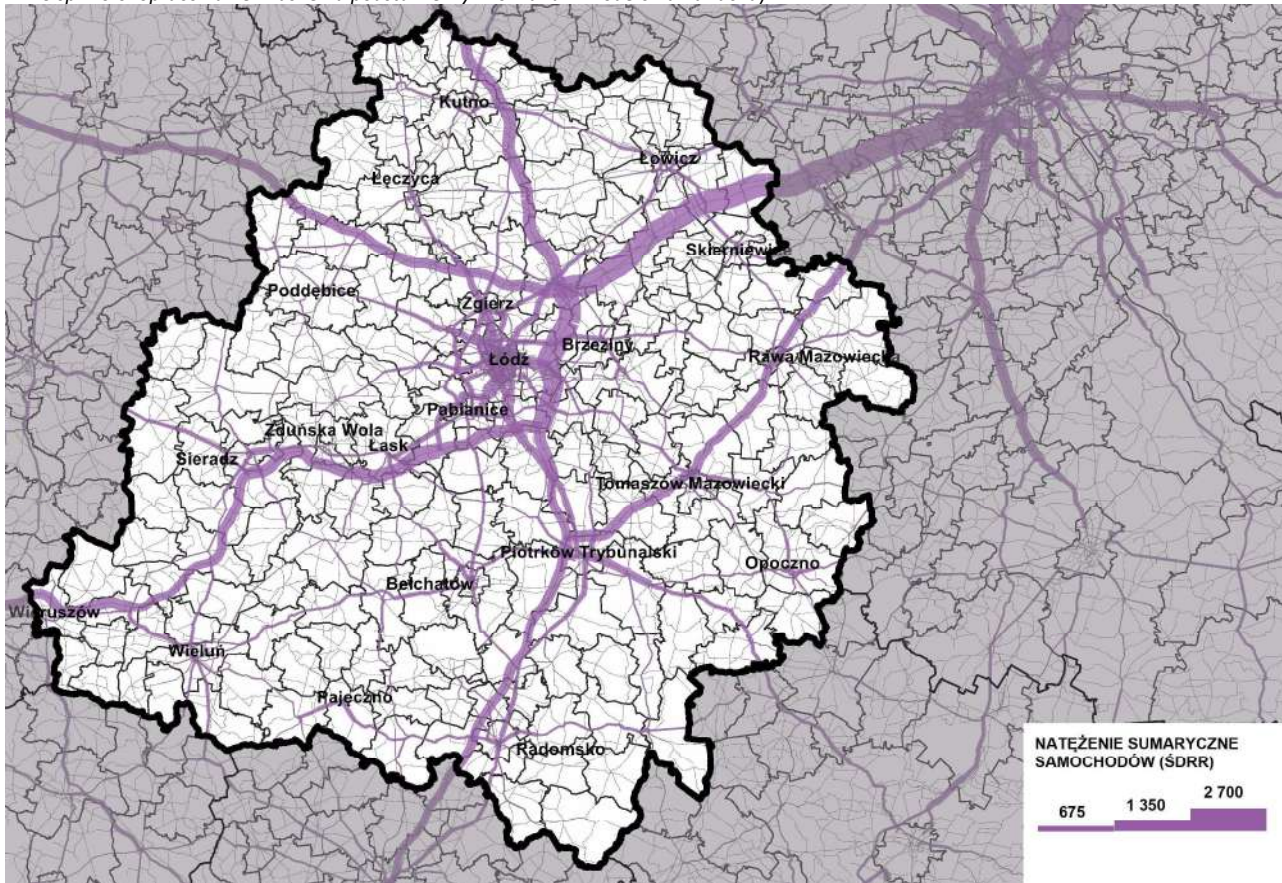 Kutno
Łowicz
Łęczyca
Skierniewi
Poddębice
Zgierz
Brzeziny
Łódź
Rawa Mazowiecka
Pabianice
Zduńska Wola
Łask
Sieradz
Tomaszów Mazowiecki
Piotrków Trybunalski
Opoczno
Bełchatów
Wieruszów
Wieluń
Pajęczno
Radomsko
NATĘŻENIE SUMARYCZNE
SAMOCHODÓW (ŚDRR)
675 1 350 2 700